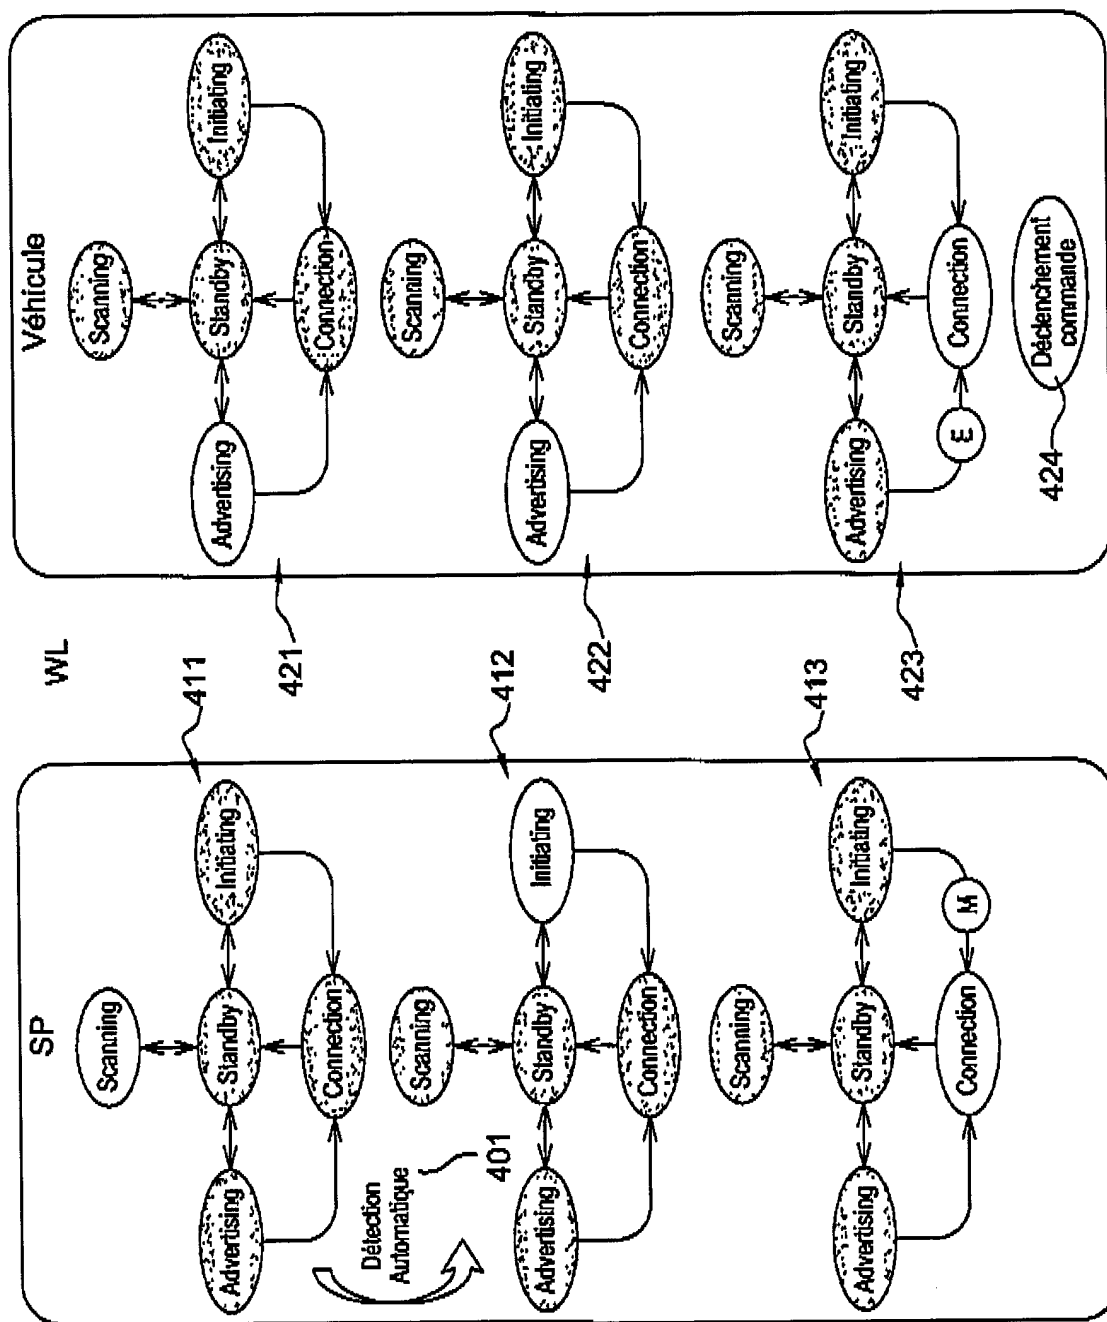 SP
Scanning
Advertising
Standby
Initiating
Connection
411
Détection
Automatique
401
Scanning
Advertising
Standby
Initiating
Connection
412
Scanning
Advertising
Standby
Initiating
M
Connection
413
WL
Véhicule
Scanning
Advertising
Standby
Initiating
Connection
421
Scanning
Advertising
Standby
Initiating
Connection
422
Scanning
Advertising
Standby
Initiating
E
Connection
423
Déclenchement
commande
424